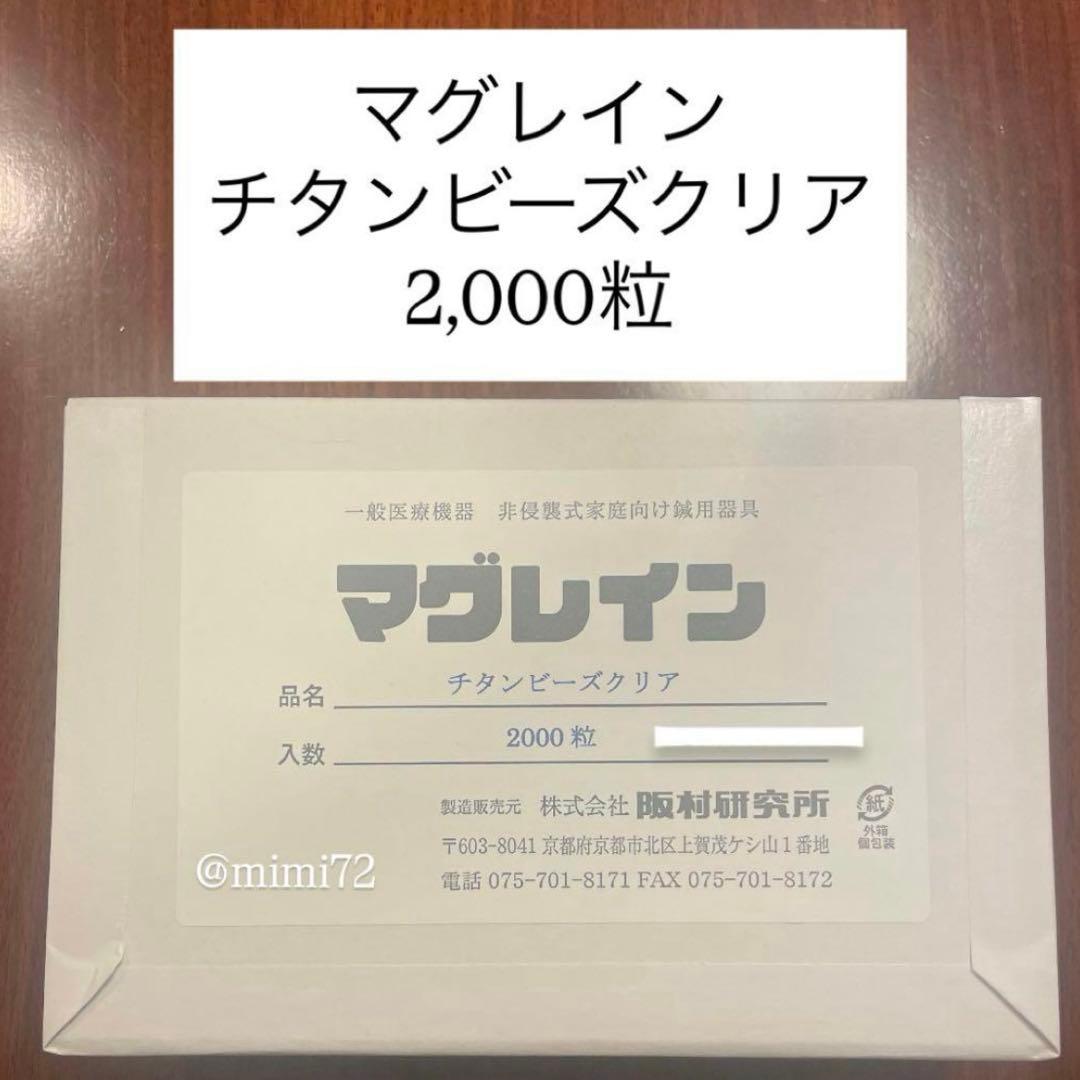 マグレイン
チタンビーズクリア
2,000粒
一般医療機器 非侵襲式家庭向け鍼用器具
マグレイン
品名 チタンビーズクリア
入数 2000 粒
製造販売元 株式会社 阪村研究所
〒603-8041 京都府京都市北区上賀茂ケシ山1番地
電話 075-701-8171 FAX 075-701-8172
紙
外箱
個包装
@mimi72